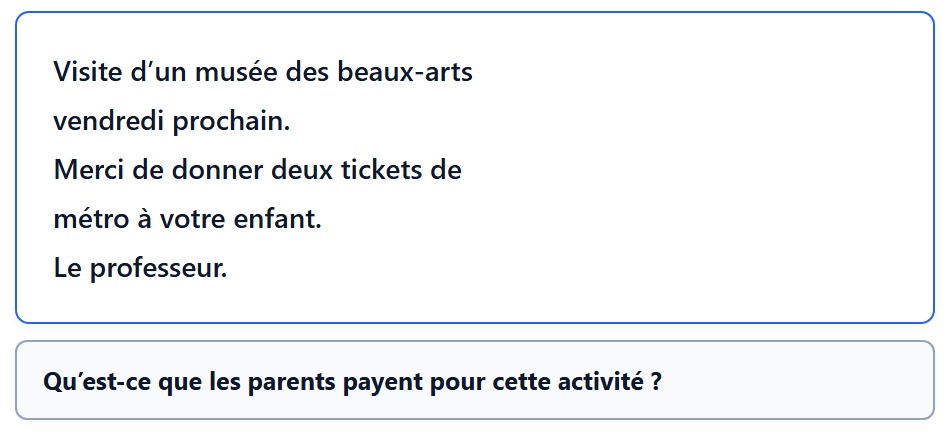 Visite d’un musée des beaux-arts
vendredi prochain.
Merci de donner deux tickets de
métro à votre enfant.
Le professeur.
Qu’est-ce que les parents payent pour cette activité ?